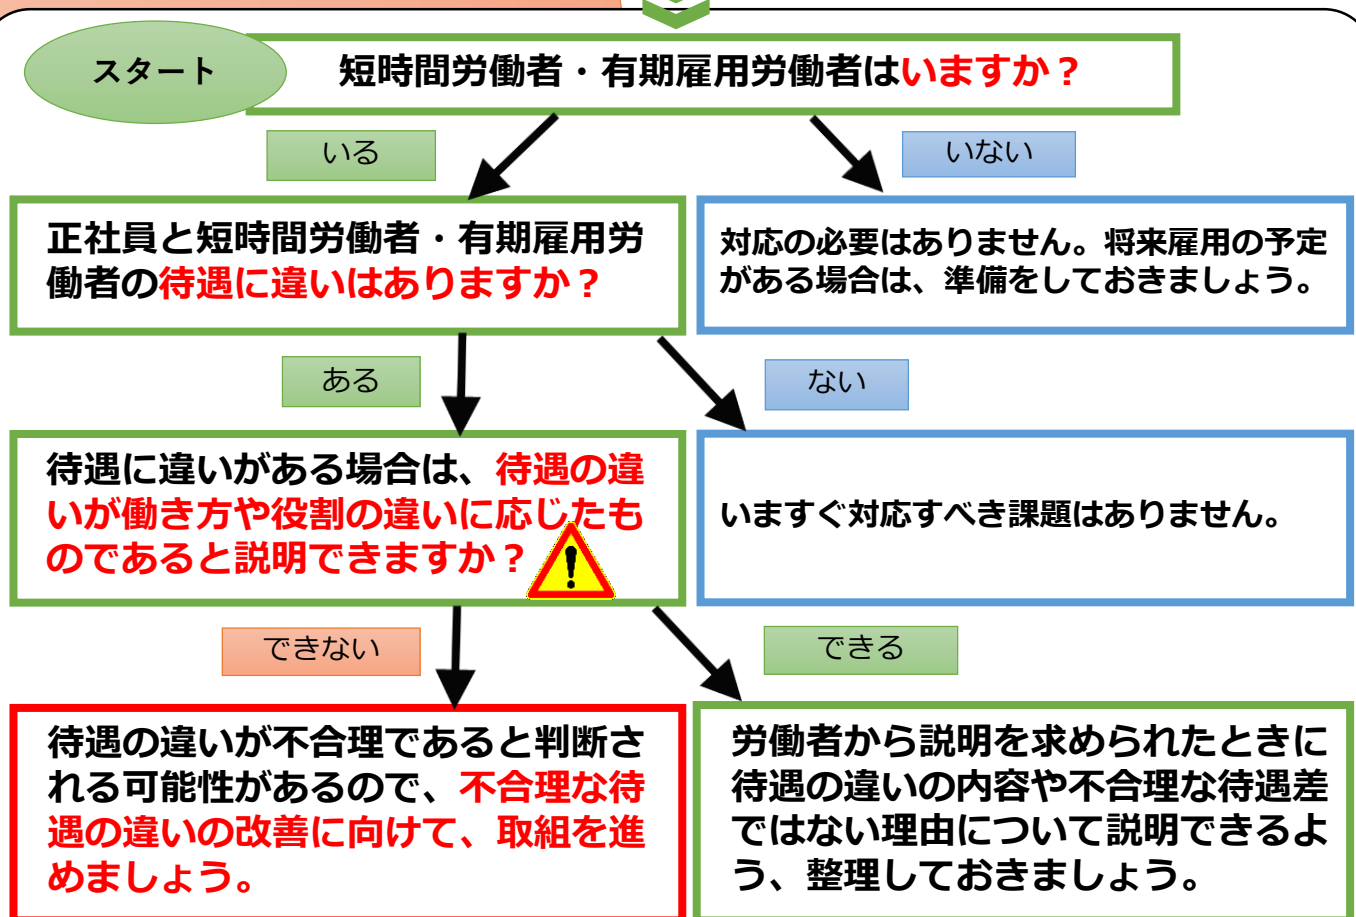 スタート
短時間労働者・有期雇用労働者はいますか？
いる
いない
正社員と短時間労働者・有期雇用労
働者の待遇に違いはありますか？
対応の必要はありません。将来雇用の予定
がある場合は、準備をしておきましょう。
ある
ない
待遇に違いがある場合は、待遇の違
いが働き方や役割の違いに応じたも
のであると説明できますか？
いますぐ対応すべき課題はありません。
できない
できる
待遇の違いが不合理であると判断さ
れる可能性があるので、不合理な待
遇の違いの改善に向けて、取組を進
めましょう。
労働者から説明を求められたときに
待遇の違いの内容や不合理な待遇差
ではない理由について説明できるよ
う、整理しておきましょう。